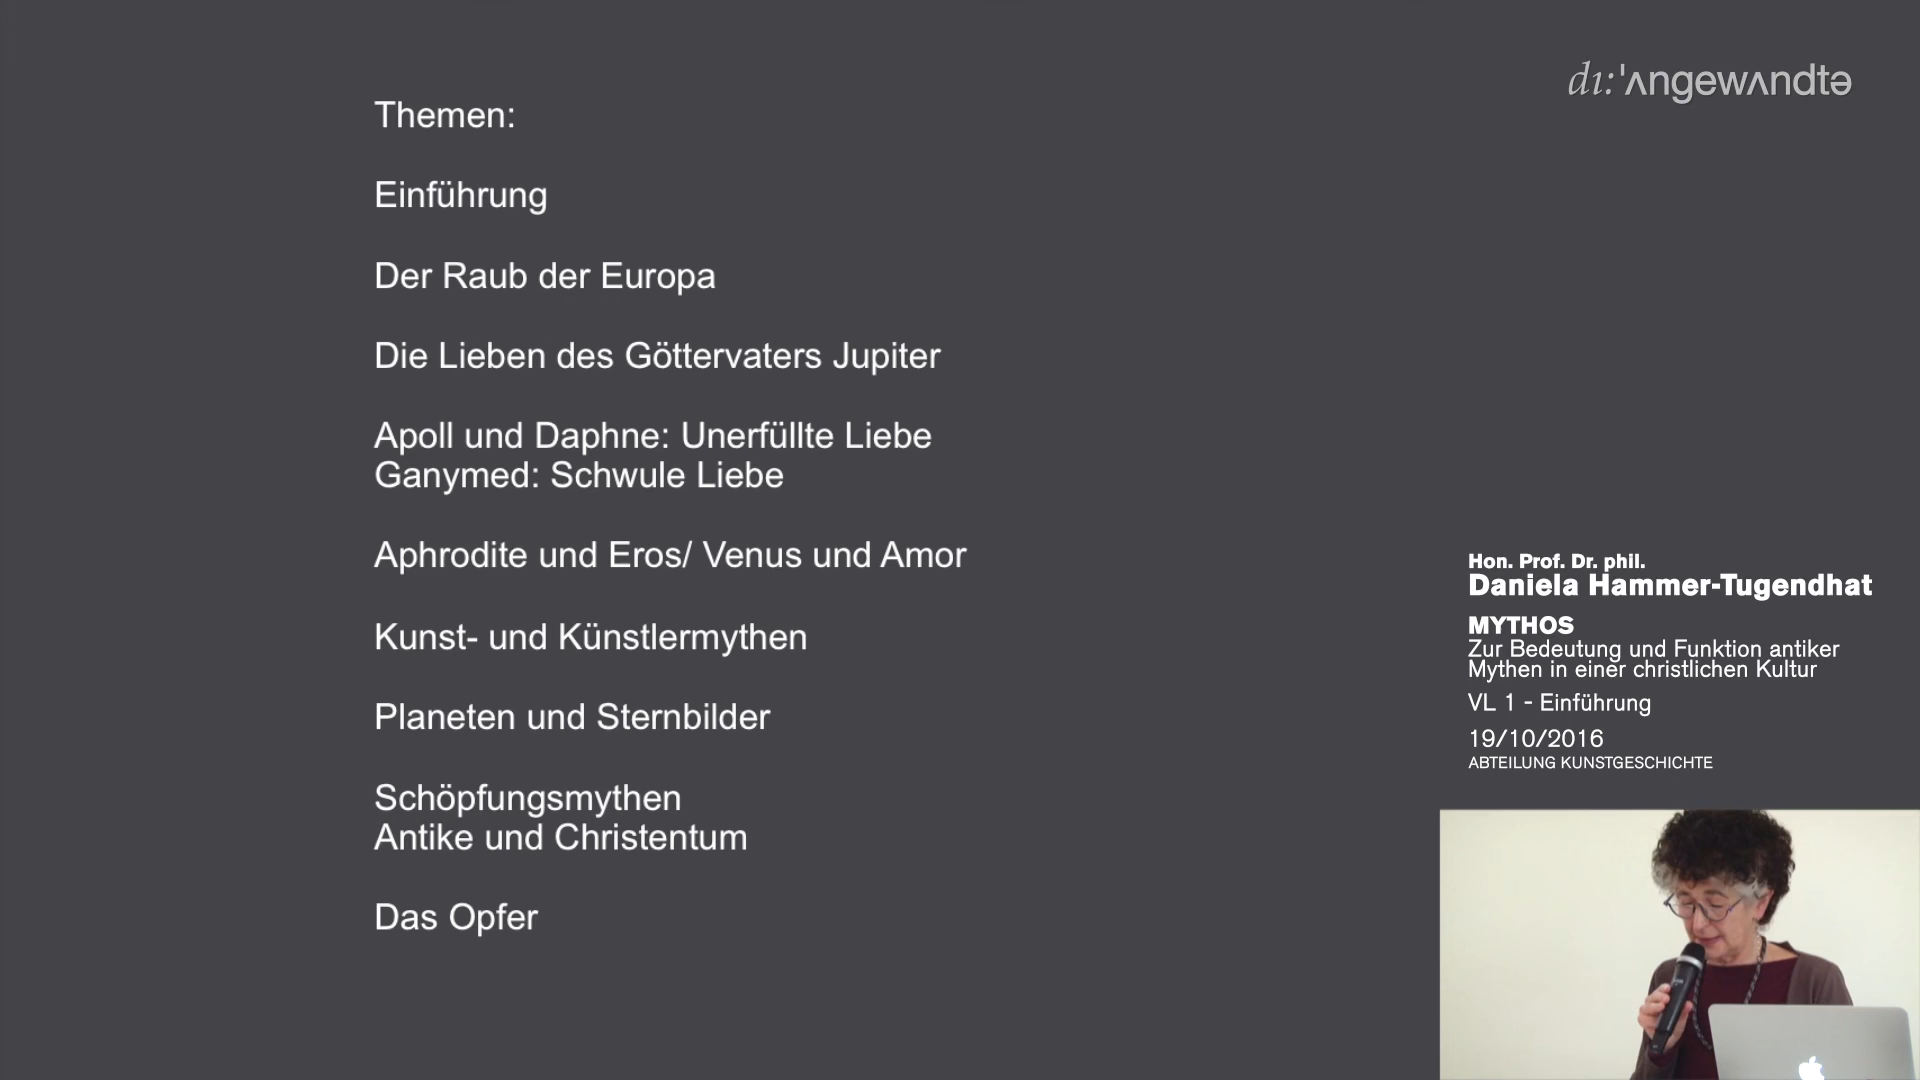 dı:ˈʌngewʌndtə
Themen:
Einführung
Der Raub der Europa
Die Lieben des Göttervaters Jupiter
Apoll und Daphne: Unerfüllte Liebe
Ganymed: Schwule Liebe
Aphrodite und Eros/ Venus und Amor
Kunst- und Künstlermythen
Planeten und Sternbilder
Schöpfungsmythen
Antike und Christentum
Das Opfer
Hon. Prof. Dr. phil.
Daniela Hammer-Tugendhat
MYTHOS
Zur Bedeutung und Funktion antiker
Mythen in einer christlichen Kultur
VL 1 - Einführung
19/10/2016
ABTEILUNG KUNSTGESCHICHTE